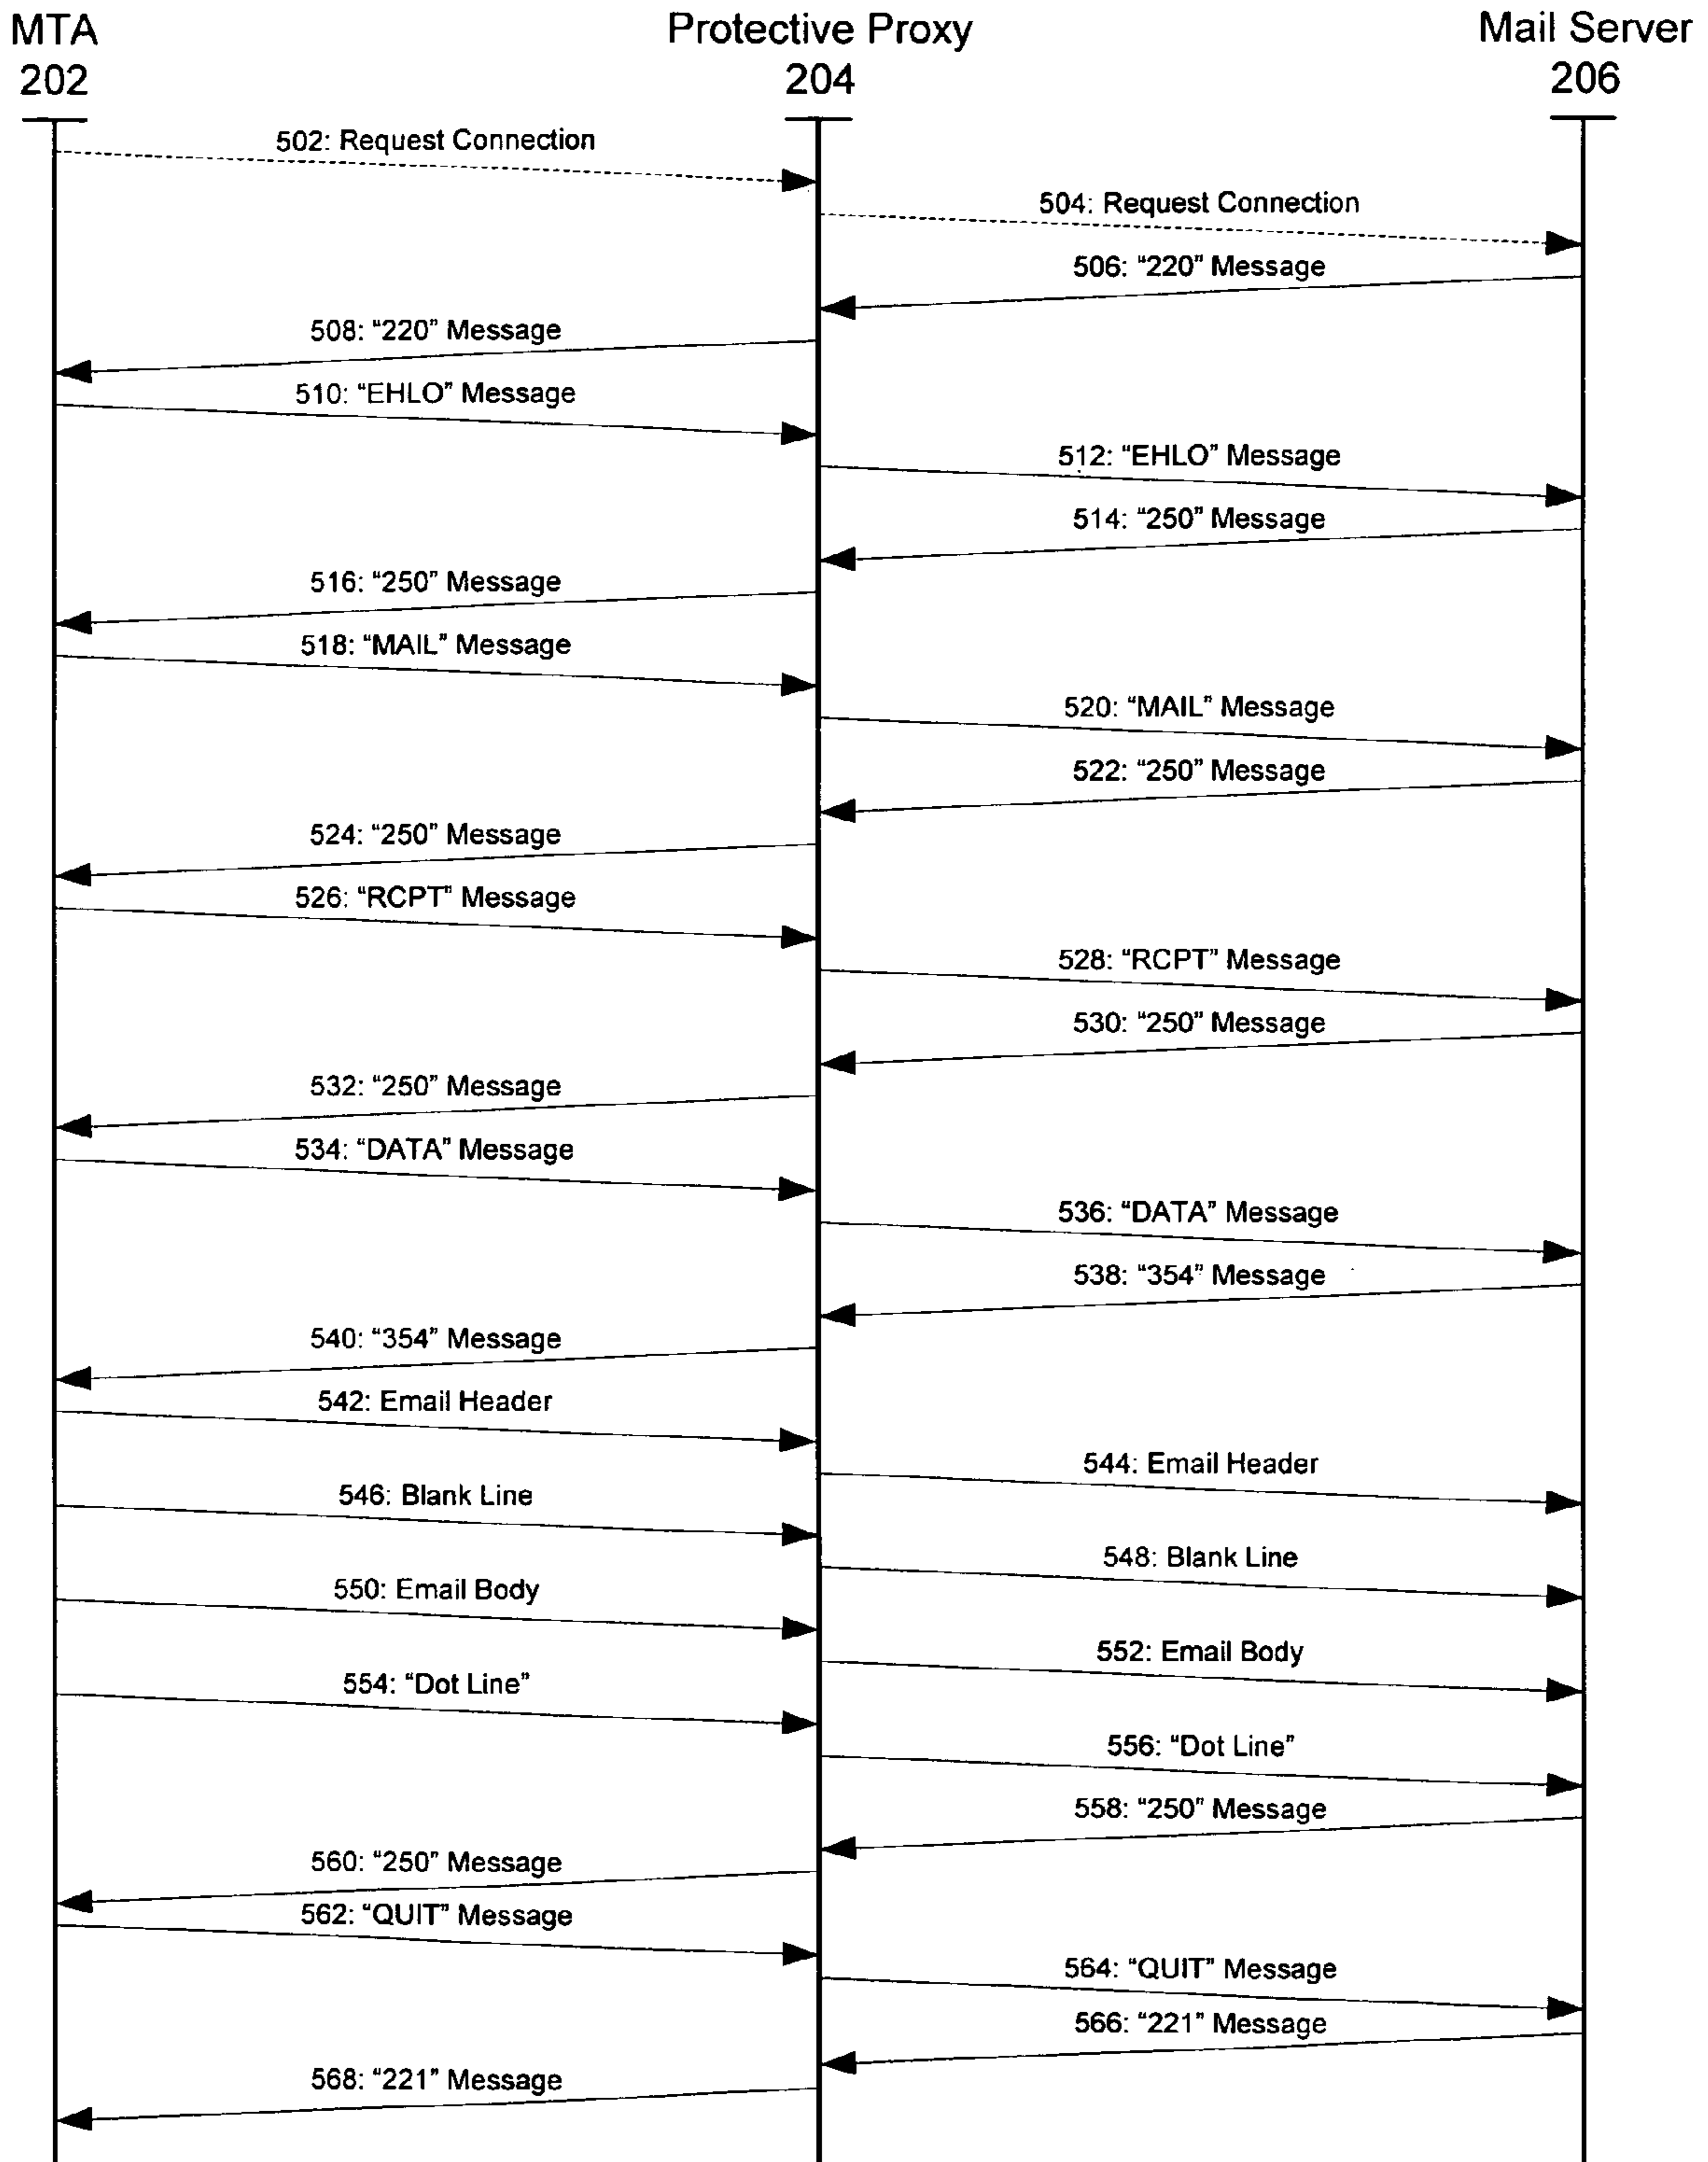 MTA
202
Protective Proxy
204
Mail Server
206
502: Request Connection
504: Request Connection
506: “220” Message
508: “220” Message
510: “EHLO” Message
512: “EHLO” Message
514: “250” Message
516: “250” Message
518: “MAIL” Message
520: “MAIL” Message
522: “250” Message
524: “250” Message
526: “RCPT” Message
528: “RCPT” Message
530: “250” Message
532: “250” Message
534: “DATA” Message
536: “DATA” Message
538: “354” Message
540: “354” Message
542: Email Header
544: Email Header
546: Blank Line
548: Blank Line
550: Email Body
552: Email Body
554: “Dot Line”
556: “Dot Line”
558: “250” Message
560: “250” Message
562: “QUIT” Message
564: “QUIT” Message
566: “221” Message
568: “221” Message